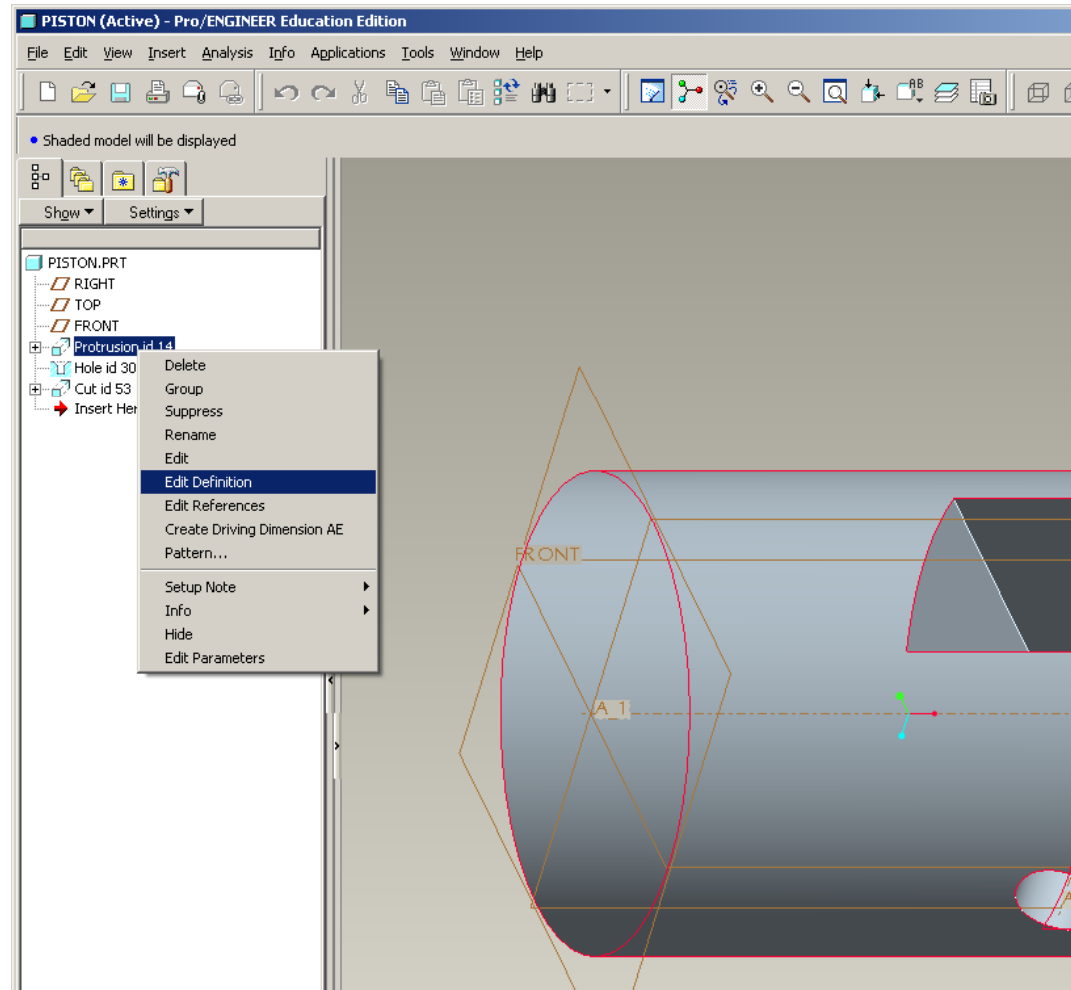 PISTON (Active) - Pro/ENGINEER Education Edition
File Edit View Insert Analysis Info Applications Tools Window Help
AB
Shaded model will be displayed
Show Settings
PISTON.PRT
RIGHT
TOP
FRONT
Protrusion id 14
Hole id 30
Cut id 53
Insert Her
Delete
Group
Suppress
Rename
Edit
Edit Definition
Edit References
Create Driving Dimension AE
Pattern...
Setup Note
Info
Hide
Edit Parameters
FRONT
A_1
A